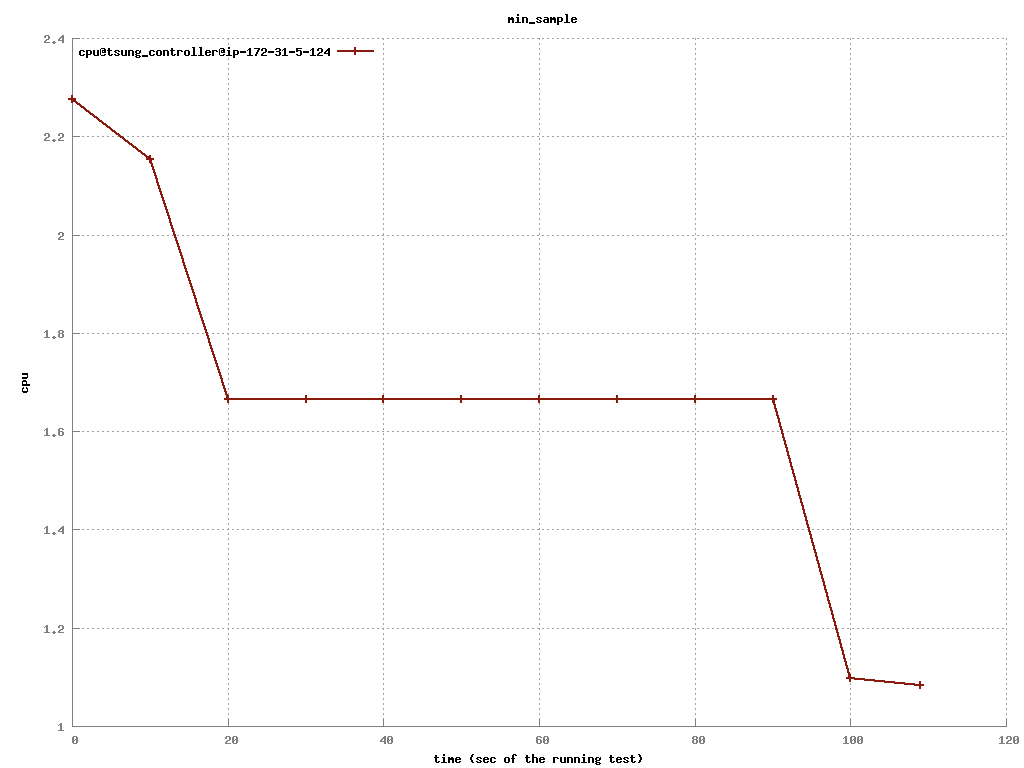 min_sample
cpu@tsung_controller@ip-172-31-5-124
2.4
2.2
2
1.8
1.6
1.4
1.2
1
cpu
0 20 40 60 80 100 120
time (sec of the running test)